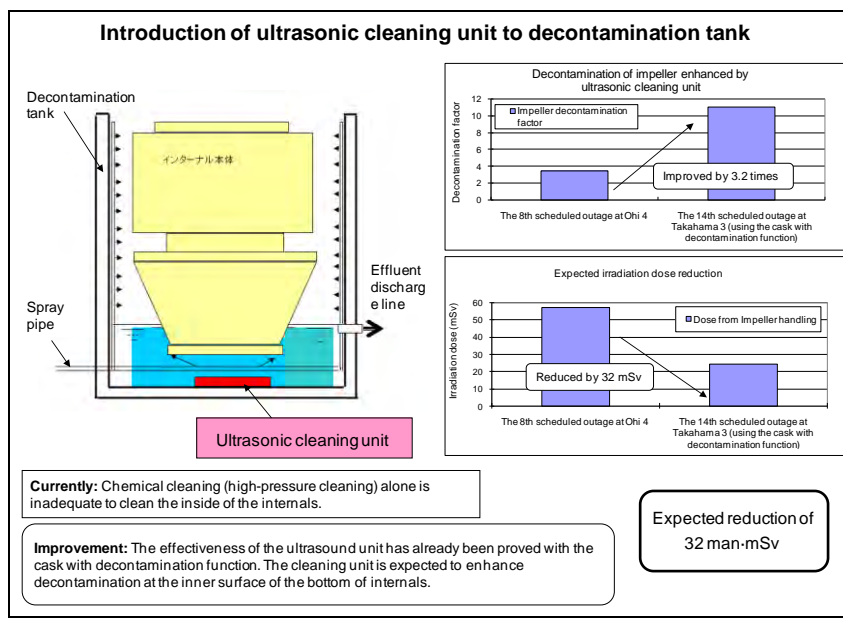 Introduction of ultrasonic cleaning unit to decontamination tank
Decontamination
tank
インターナル本体
Spray
pipe
Effluent
discharg
e line
Ultrasonic cleaning unit
Decontamination of impeller enhanced by
ultrasonic cleaning unit
Decontamination factor
12
10
8
6
4
2
0
Impeller decontamination
factor
Improved by 3.2 times
The 8th scheduled outage at Ohi 4
The 14th scheduled outage at
Takahama 3 (using the cask with
decontamination function)
Expected irradiation dose reduction
Irradiation dose (mSv)
60
50
40
30
20
10
0
Dose from Impeller handling
Reduced by 32 mSv
The 8th scheduled outage at Ohi 4
The 14th scheduled outage at
Takahama 3 (using the cask with
decontamination function)
Currently: Chemical cleaning (high-pressure cleaning) alone is
inadequate to clean the inside of the internals.
Improvement: The effectiveness of the ultrasound unit has already been proved with the
cask with decontamination function. The cleaning unit is expected to enhance
decontamination at the inner surface of the bottom of internals.
Expected reduction of
32 man·mSv